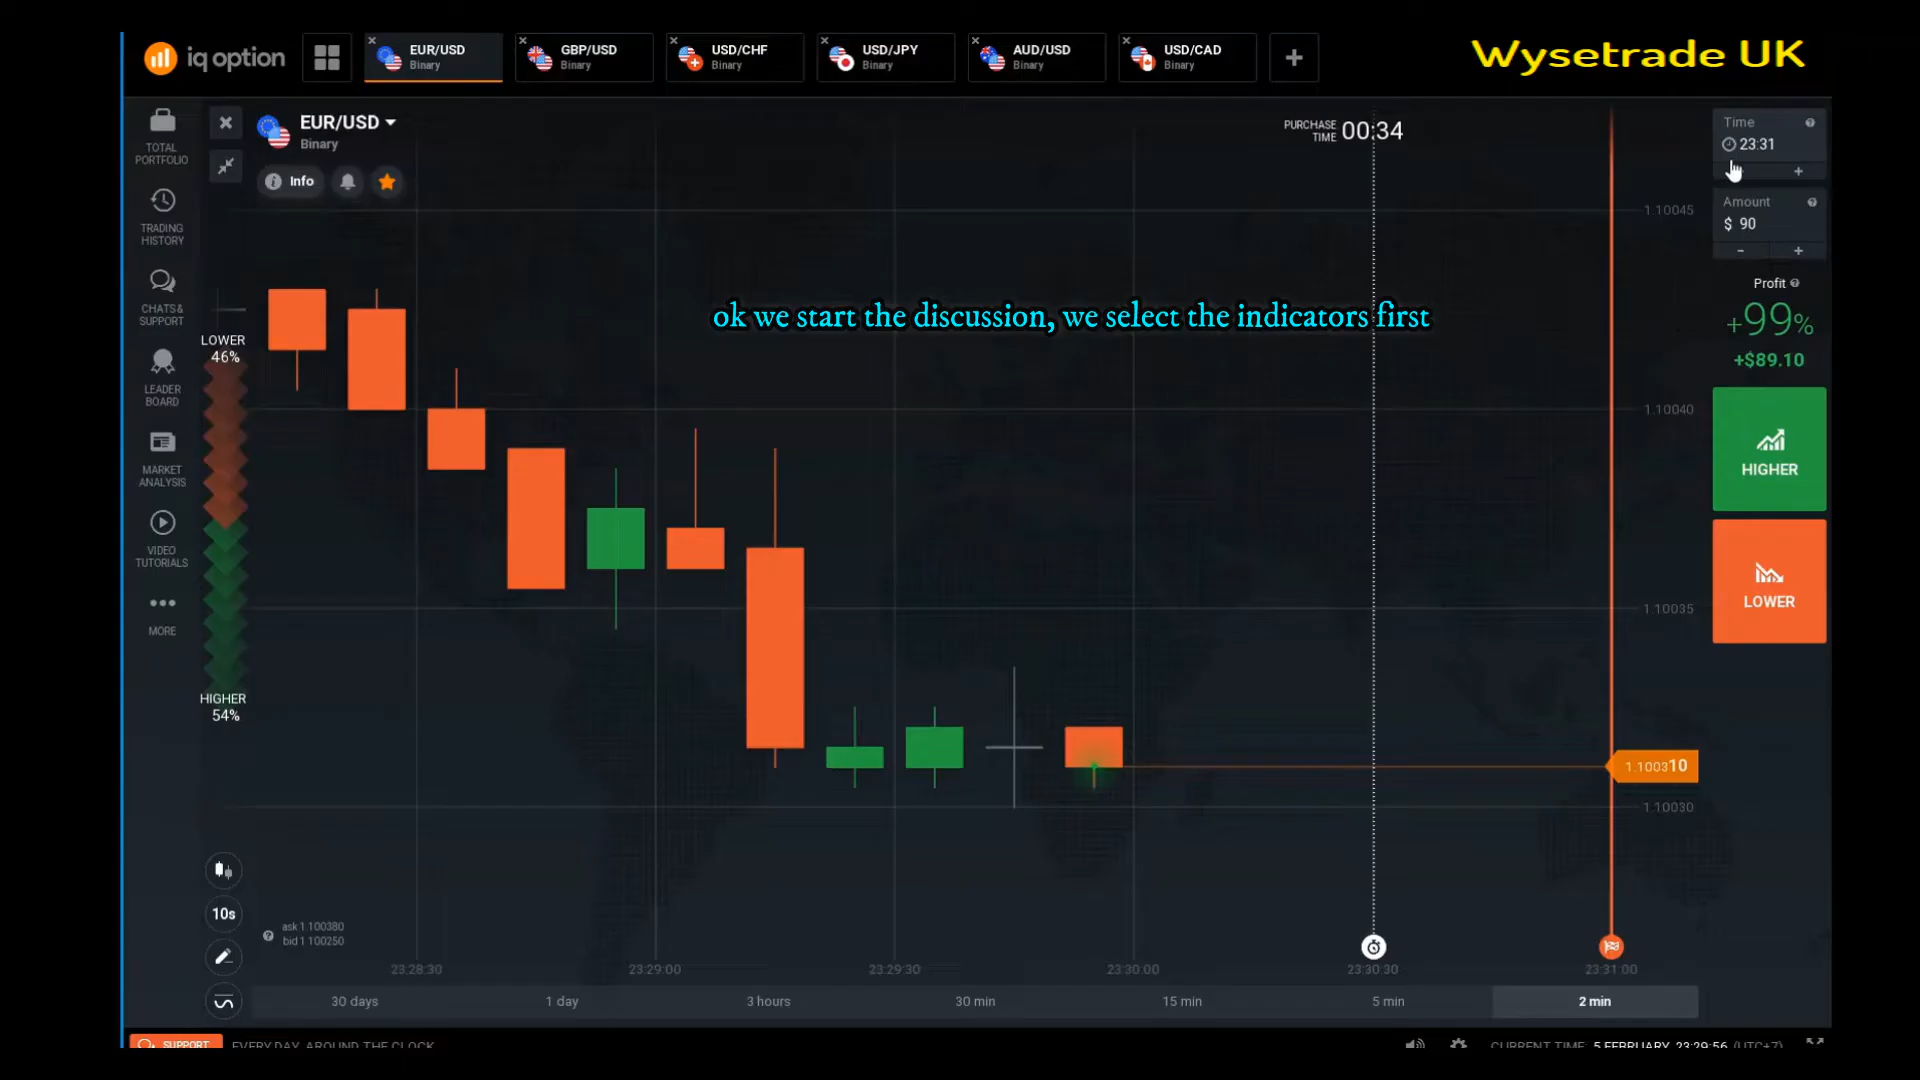 iq option
EUR/USD
Binary
GBP/USD
Binary
USD/CHF
Binary
USD/JPY
Binary
AUD/USD
Binary
USD/CAD
Binary
+
Wysetrade UK
TOTAL
PORTFOLIO
TRADING
HISTORY
CHATS &
SUPPORT
LEADER
BOARD
MARKET
ANALYSIS
VIDEO
TUTORIALS
MORE
EUR/USD
Binary
Info
LOWER
46%
HIGHER
54%
10s
ask 1.100380
bid 1.100250
ok we start the discussion, we select the indicators first
PURCHASE
TIME
00:34
1.10045
1.10040
1.10035
1.100310
1.10030
Time
23:31
+
Amount
$ 90
- +
Profit
+99%
+$89.10
HIGHER
LOWER
23:28:30
23:29:00
23:29:30
23:30:00
23:30:30
23:31:00
30 days
1 day
3 hours
30 min
15 min
5 min
2 min
SUPPORT
EVERY DAY, AROUND THE CLOCK
CURRENT TIME: 5 FEBRUARY, 23:29:56 (UTC+7)